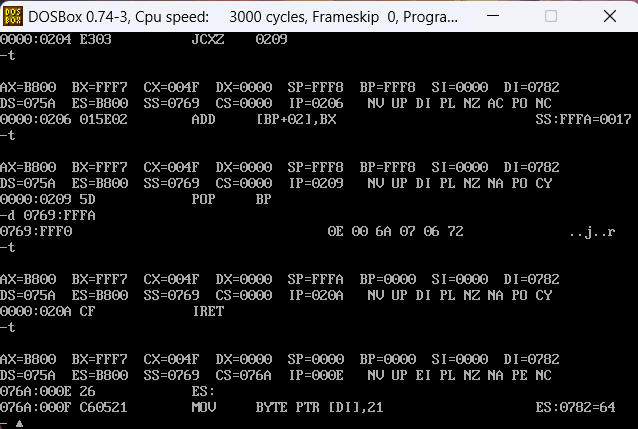 DOSBox 0.74-3, Cpu speed: 3000 cycles, Frameskip 0, Progra...
0000:0204 E303 JCXZ 0209
-t
AX=B800 BX=FFF7 CX=004F DX=0000 SP=FFF8 BP=FFF8 SI=0000 DI=0782
DS=075A ES=B800 SS=0769 CS=0000 IP=0206 NV UP DI PL NZ AC PO NC
0000:0206 015E02 ADD [BP+02],BX SS:FFFA=0017
-t
AX=B800 BX=FFF7 CX=004F DX=0000 SP=FFF8 BP=FFF8 SI=0000 DI=0782
DS=075A ES=B800 SS=0769 CS=0000 IP=0209 NV UP DI PL NZ NA PO CY
0000:0209 5D POP BP
-d 0769:FFFA
0769:FFF0 0E 00 6A 07 06 72 ..j..r
-t
AX=B800 BX=FFF7 CX=004F DX=0000 SP=FFFA BP=0000 SI=0000 DI=0782
DS=075A ES=B800 SS=0769 CS=0000 IP=020A NV UP DI PL NZ NA PO CY
0000:020A CF IRET
-t
AX=B800 BX=FFF7 CX=004F DX=0000 SP=0000 BP=0000 SI=0000 DI=0782
DS=075A ES=B800 SS=0769 CS=076A IP=000E NV UP EI PL NZ NA PE NC
076A:000E 26 ES:
076A:000F C60521 MOV BYTE PTR [DI],21 ES:0782=64
-